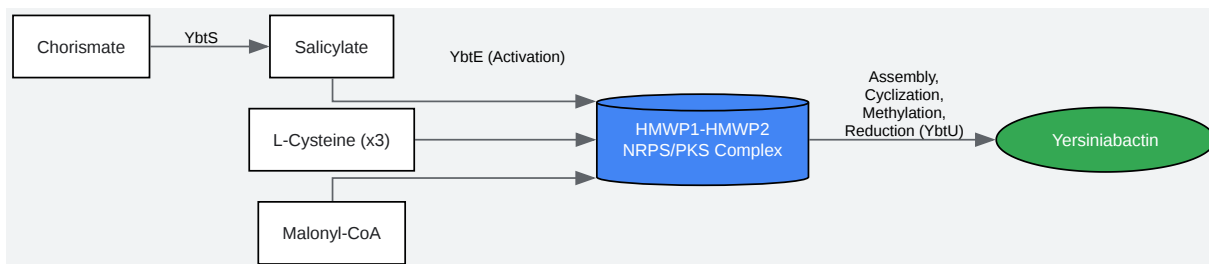 Chorismate
YbtS
Salicylate
YbtE (Activation)
L-Cysteine (x3)
Malonyl-CoA
HMWP1-HMWP2
NRPS/PKS Complex
Assembly,
Cyclization,
Methylation,
Reduction (YbtU)
Yersiniabactin